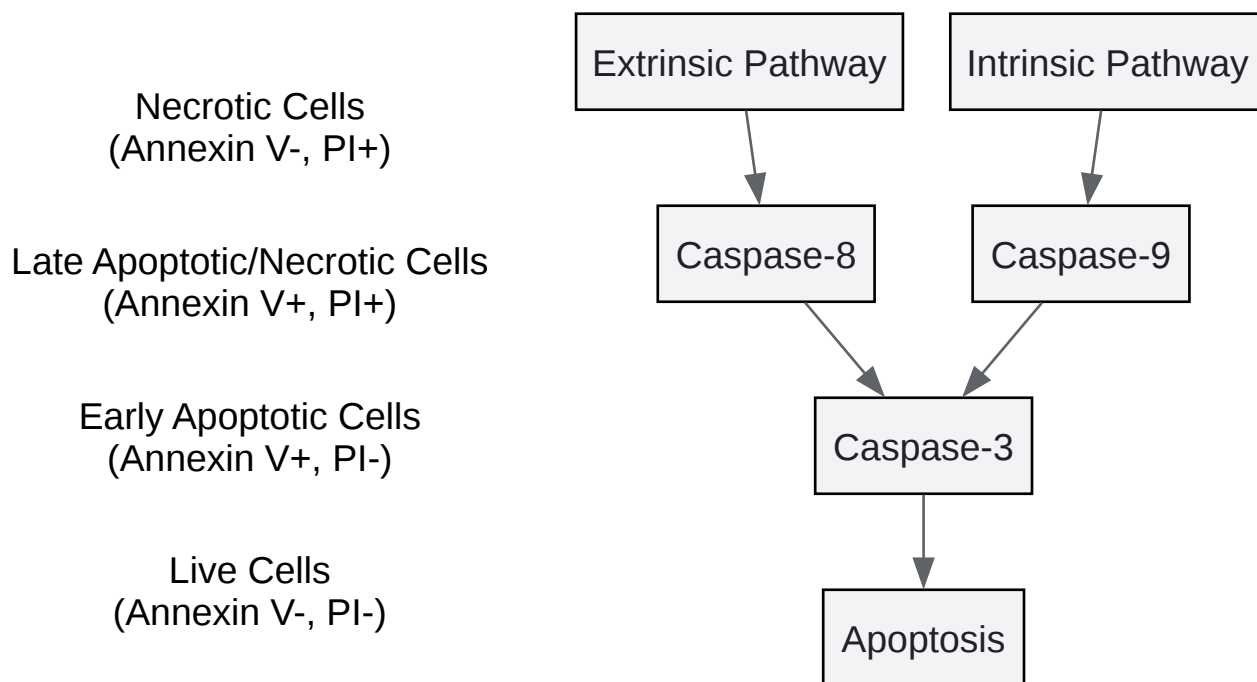 Necrotic Cells
(Annexin V-, PI+)
Late Apoptotic/Necrotic Cells
(Annexin V+, PI+)
Early Apoptotic Cells
(Annexin V+, PI-)
Live Cells
(Annexin V-, PI-)
Extrinsic Pathway
Intrinsic Pathway
Caspase-8
Caspase-9
Caspase-3
Apoptosis